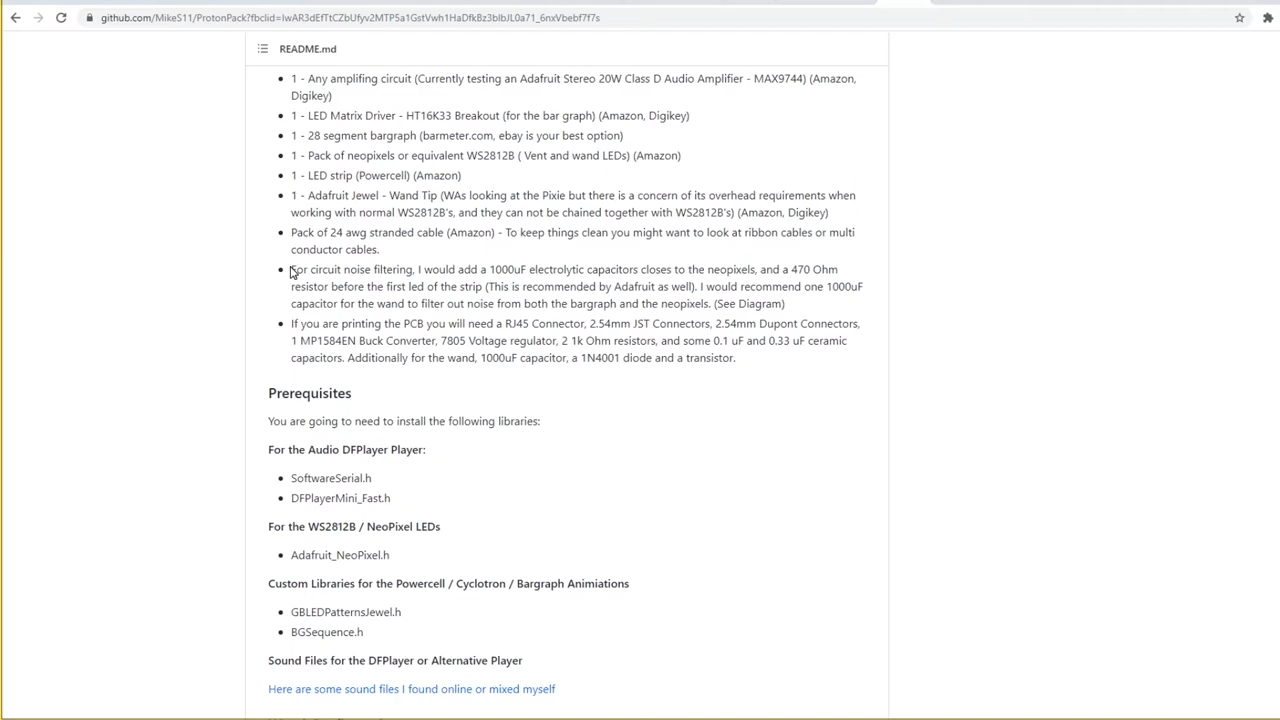 github.com/MikeS11/ProtonPack?fbclid=IwAR3dEfTtCZbUfyv2MTP5a1GstVwh1HaDfkBz3bIbJL0a71_6nxVbebf7f7s
README.md
1 - Any amplifing circuit (Currently testing an Adafruit Stereo 20W Class D Audio Amplifier - MAX9744) (Amazon,
Digikey)
1 - LED Matrix Driver - HT16K33 Breakout (for the bar graph) (Amazon, Digikey)
1 - 28 segment bargraph (barmeter.com, ebay is your best option)
1 - Pack of neopixels or equivalent WS2812B ( Vent and wand LEDs) (Amazon)
1 - LED strip (Powercell) (Amazon)
1 - Adafruit Jewel - Wand Tip (WAs looking at the Pixie but there is a concern of its overhead requirements when
working with normal WS2812B's, and they can not be chained together with WS2812B's) (Amazon, Digikey)
Pack of 24 awg stranded cable (Amazon) - To keep things clean you might want to look at ribbon cables or multi
conductor cables.
For circuit noise filtering, I would add a 1000uF electrolytic capacitors closes to the neopixels, and a 470 Ohm
resistor before the first led of the strip (This is recommended by Adafruit as well). I would recommend one 1000uF
capacitor for the wand to filter out noise from both the bargraph and the neopixels. (See Diagram)
If you are printing the PCB you will need a RJ45 Connector, 2.54mm JST Connectors, 2.54mm Dupont Connectors,
1 MP1584EN Buck Converter, 7805 Voltage regulator, 2 1k Ohm resistors, and some 0.1 uF and 0.33 uF ceramic
capacitors. Additionally for the wand, 1000uF capacitor, a 1N4001 diode and a transistor.
Prerequisites
You are going to need to install the following libraries:
For the Audio DFPlayer Player:
SoftwareSerial.h
DFPlayerMini_Fast.h
For the WS2812B / NeoPixel LEDs
Adafruit_NeoPixel.h
Custom Libraries for the Powercell / Cyclotron / Bargraph Animiations
GBLEDPatternsJewel.h
BGSequence.h
Sound Files for the DFPlayer or Alternative Player
Here are some sound files I found online or mixed myself